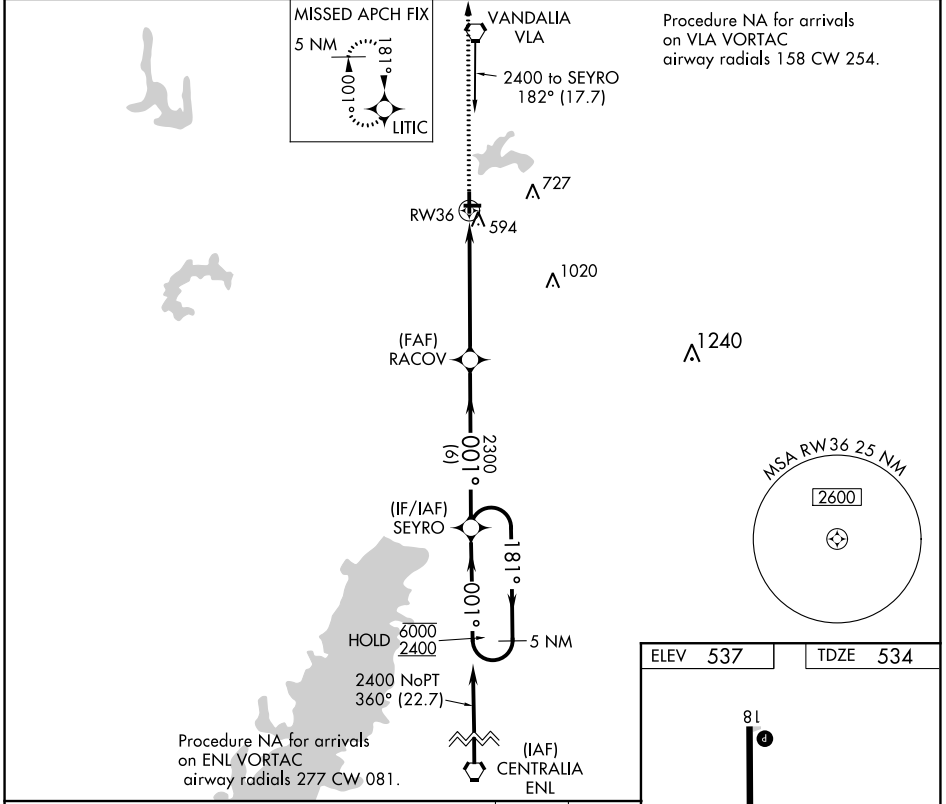 MISSED APCH FIX
5 NM
181°
001°
LITIC
VANDALIA
VLA
2400 to SEYRO
182° (17.7)
Procedure NA for arrivals
on VLA VORTAC
airway radials 158 CW 254.
727
RW36
594
1020
(FAF)
RACOV
1240
2300
001°
(6)
MSA RW36 25 NM
2600
(IF/IAF)
SEYRO
181°
001°
HOLD
6000
2400
5 NM
2400 NoPT
360° (22.7)
ELEV 537
TDZE 534
18
P
Procedure NA for arrivals
on ENL VORTAC
airway radials 277 CW 081.
(IAF)
CENTRALIA
ENL